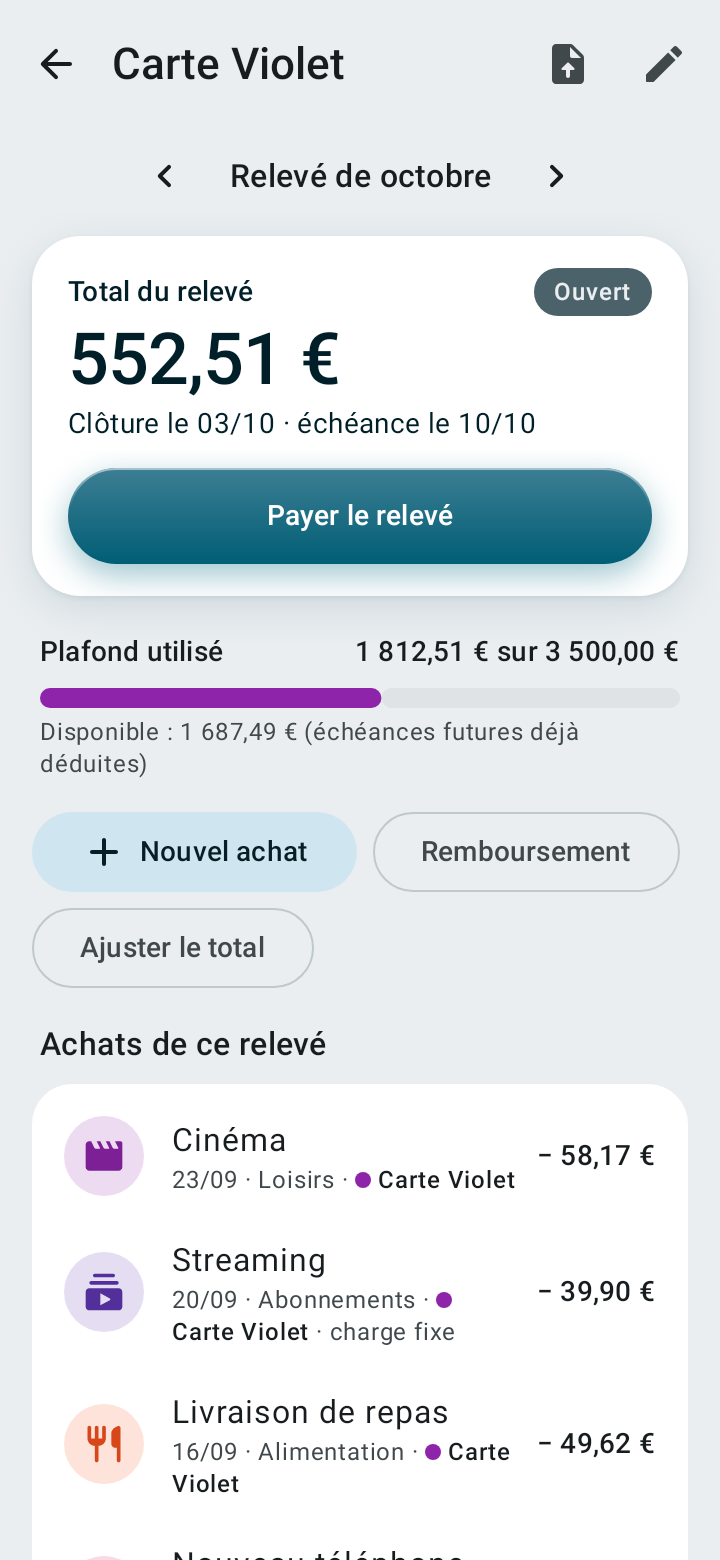 Carte Violet
Relevé de octobre
Total du relevé
Ouvert
552,51 €
Clôture le 03/10 · échéance le 10/10
Payer le relevé
Plafond utilisé
1 812,51 € sur 3 500,00 €
Disponible : 1 687,49 € (échéances futures déjà
déduites)
Nouvel achat
Remboursement
Ajuster le total
Achats de ce relevé
Cinéma
23/09 · Loisirs · Carte Violet
− 58,17 €
Streaming
20/09 · Abonnements ·
Carte Violet · charge fixe
− 39,90 €
Livraison de repas
16/09 · Alimentation · Carte
Violet
− 49,62 €
Nouveau téléphone